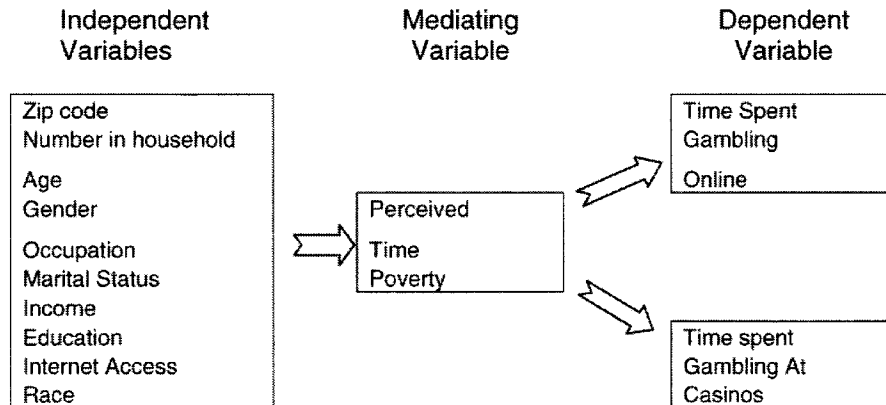 Independent
Variables
Mediating
Variable
Dependent
Variable
Zip code
Number in household
Age
Gender
Occupation
Marital Status
Income
Education
Internet Access
Race
Perceived
Time
Poverty
Time Spent
Gambling
Online
Time spent
Gambling At
Casinos